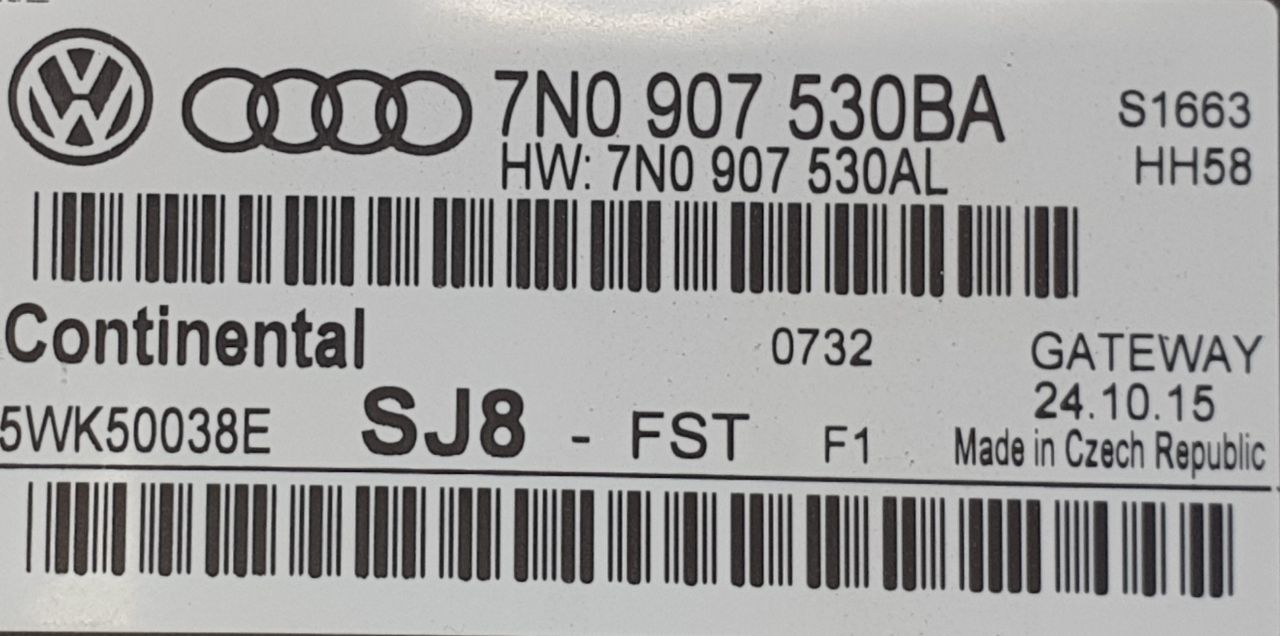 7N0 907 530BA S1663
HW: 7N0 907 530AL HH58
Continental 0732 GATEWAY
24.10.15
5WK50038E SJ8 - FST F1 Made in Czech Republic